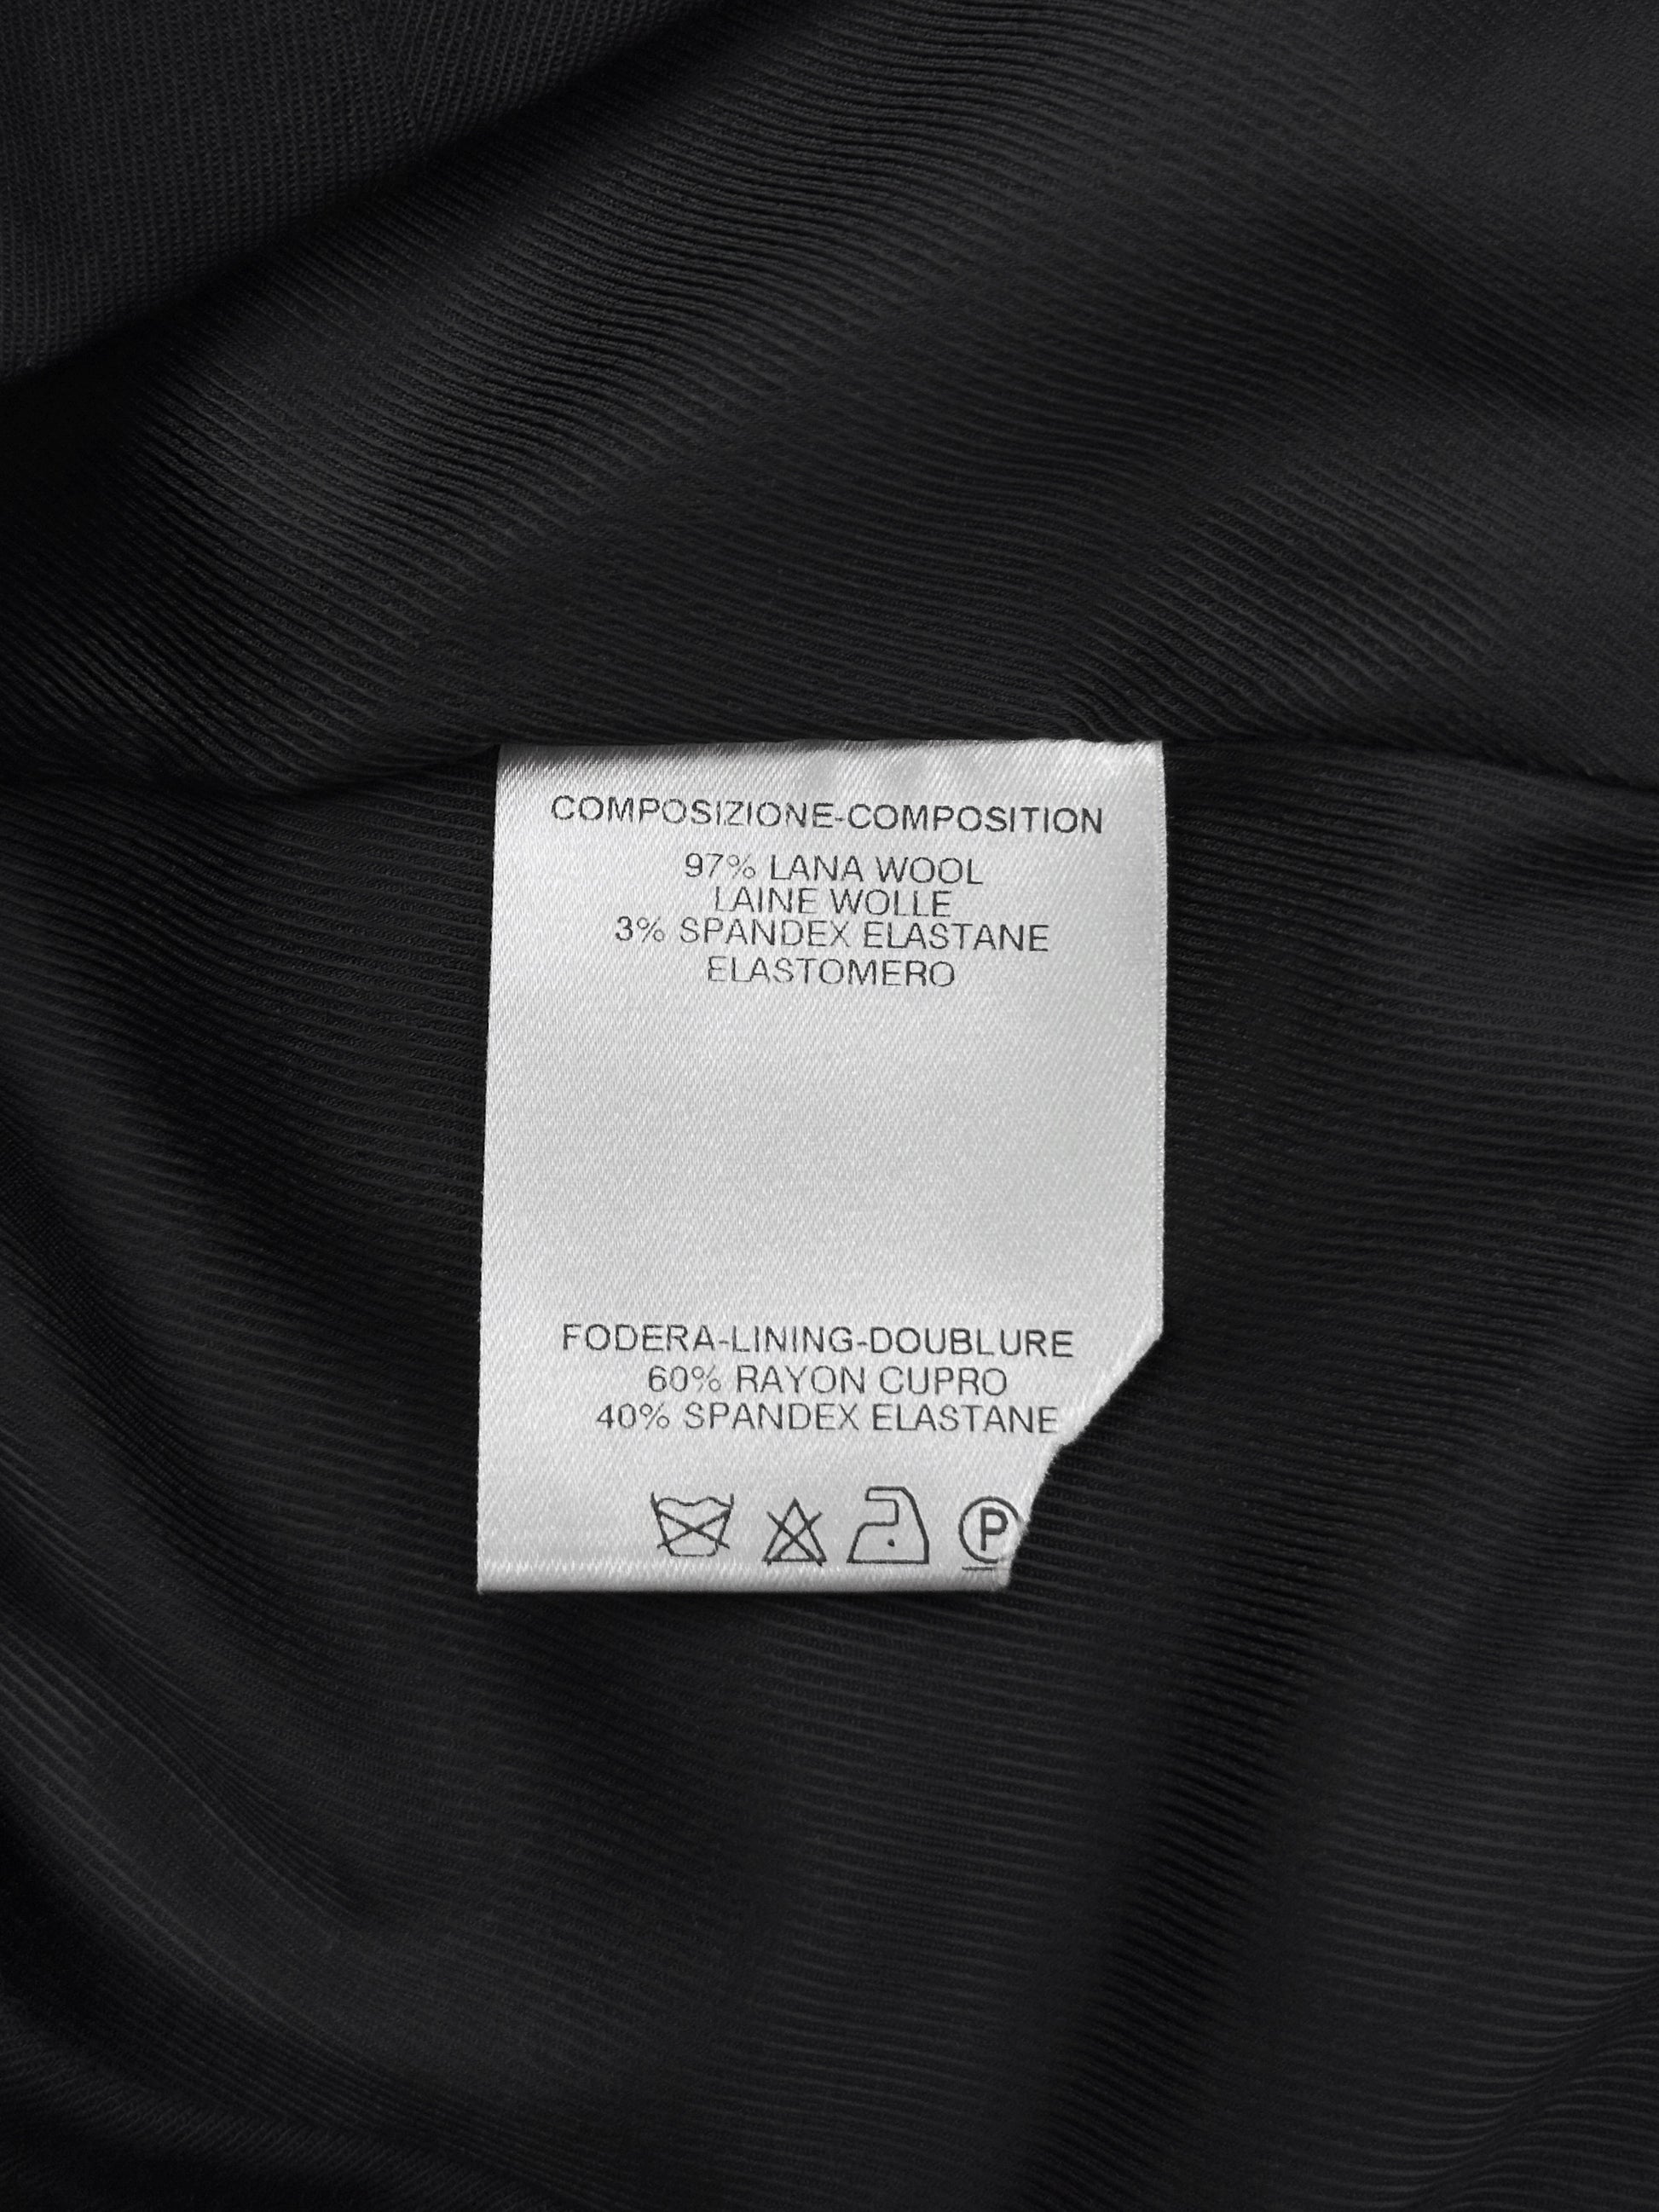 COMPOSIZIONE-COMPOSITION
97% LANA WOOL
LAINE WOLLE
3% SPANDEX ELASTANE
ELASTOMERO
FODERA-LINING-DOUBLURE
60% RAYON CUPRO
40% SPANDEX ELASTANE
P